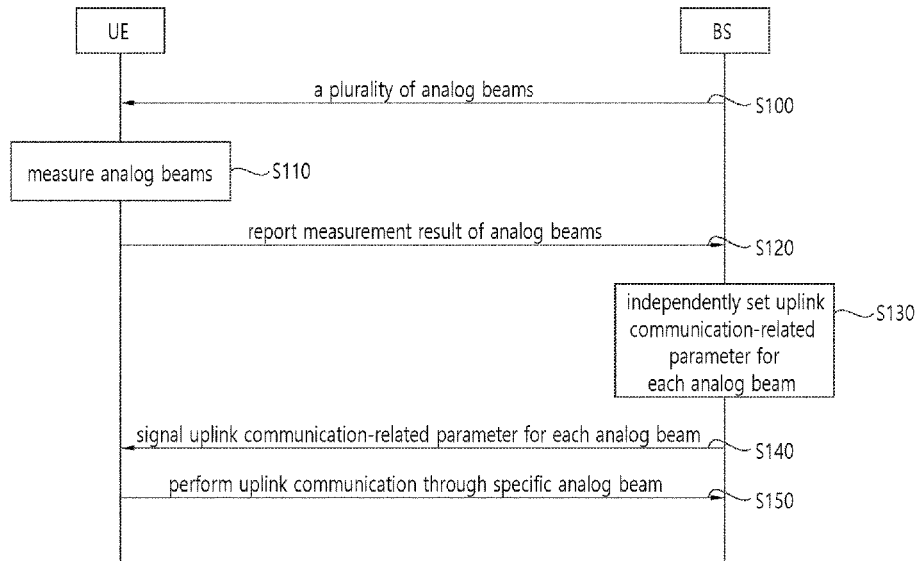 UE
BS
a plurality of analog beams
S100
measure analog beams
S110
report measurement result of analog beams
S120
independently set uplink
communication-related
parameter for
each analog beam
S130
signal uplink communication-related parameter for each analog beam
S140
perform uplink communication through specific analog beam
S150